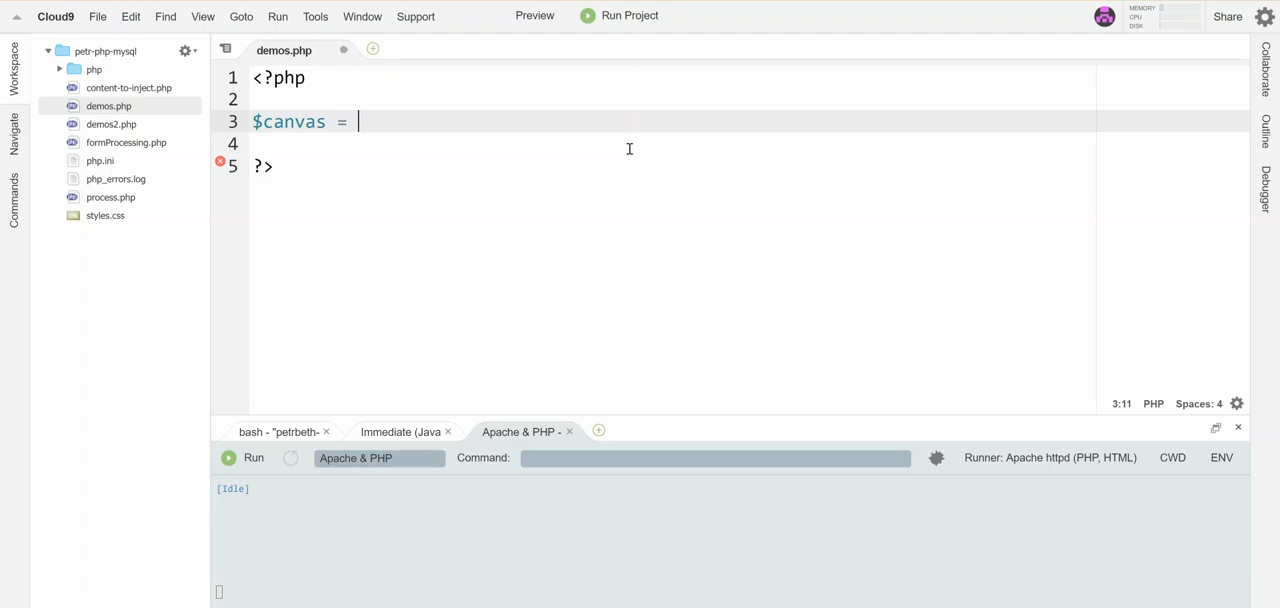 Cloud9 File Edit Find View Goto Run Tools Window Support Preview Run Project MEMORY CPU DISK Share
Workspace
Navigate
Commands
petr-php-mysql
php
content-to-inject.php
demos.php
demos2.php
formProcessing.php
php.ini
php_errors.log
process.php
styles.css
demos.php
1 <?php
2
3 $canvas =
4
5 ?>
3:11 PHP Spaces: 4
Collaborate
Outline
Debugger
bash - "petrbeth- Immediate (Java Apache & PHP -
Run Apache & PHP Command: Runner: Apache httpd (PHP, HTML) CWD ENV
[Idle]